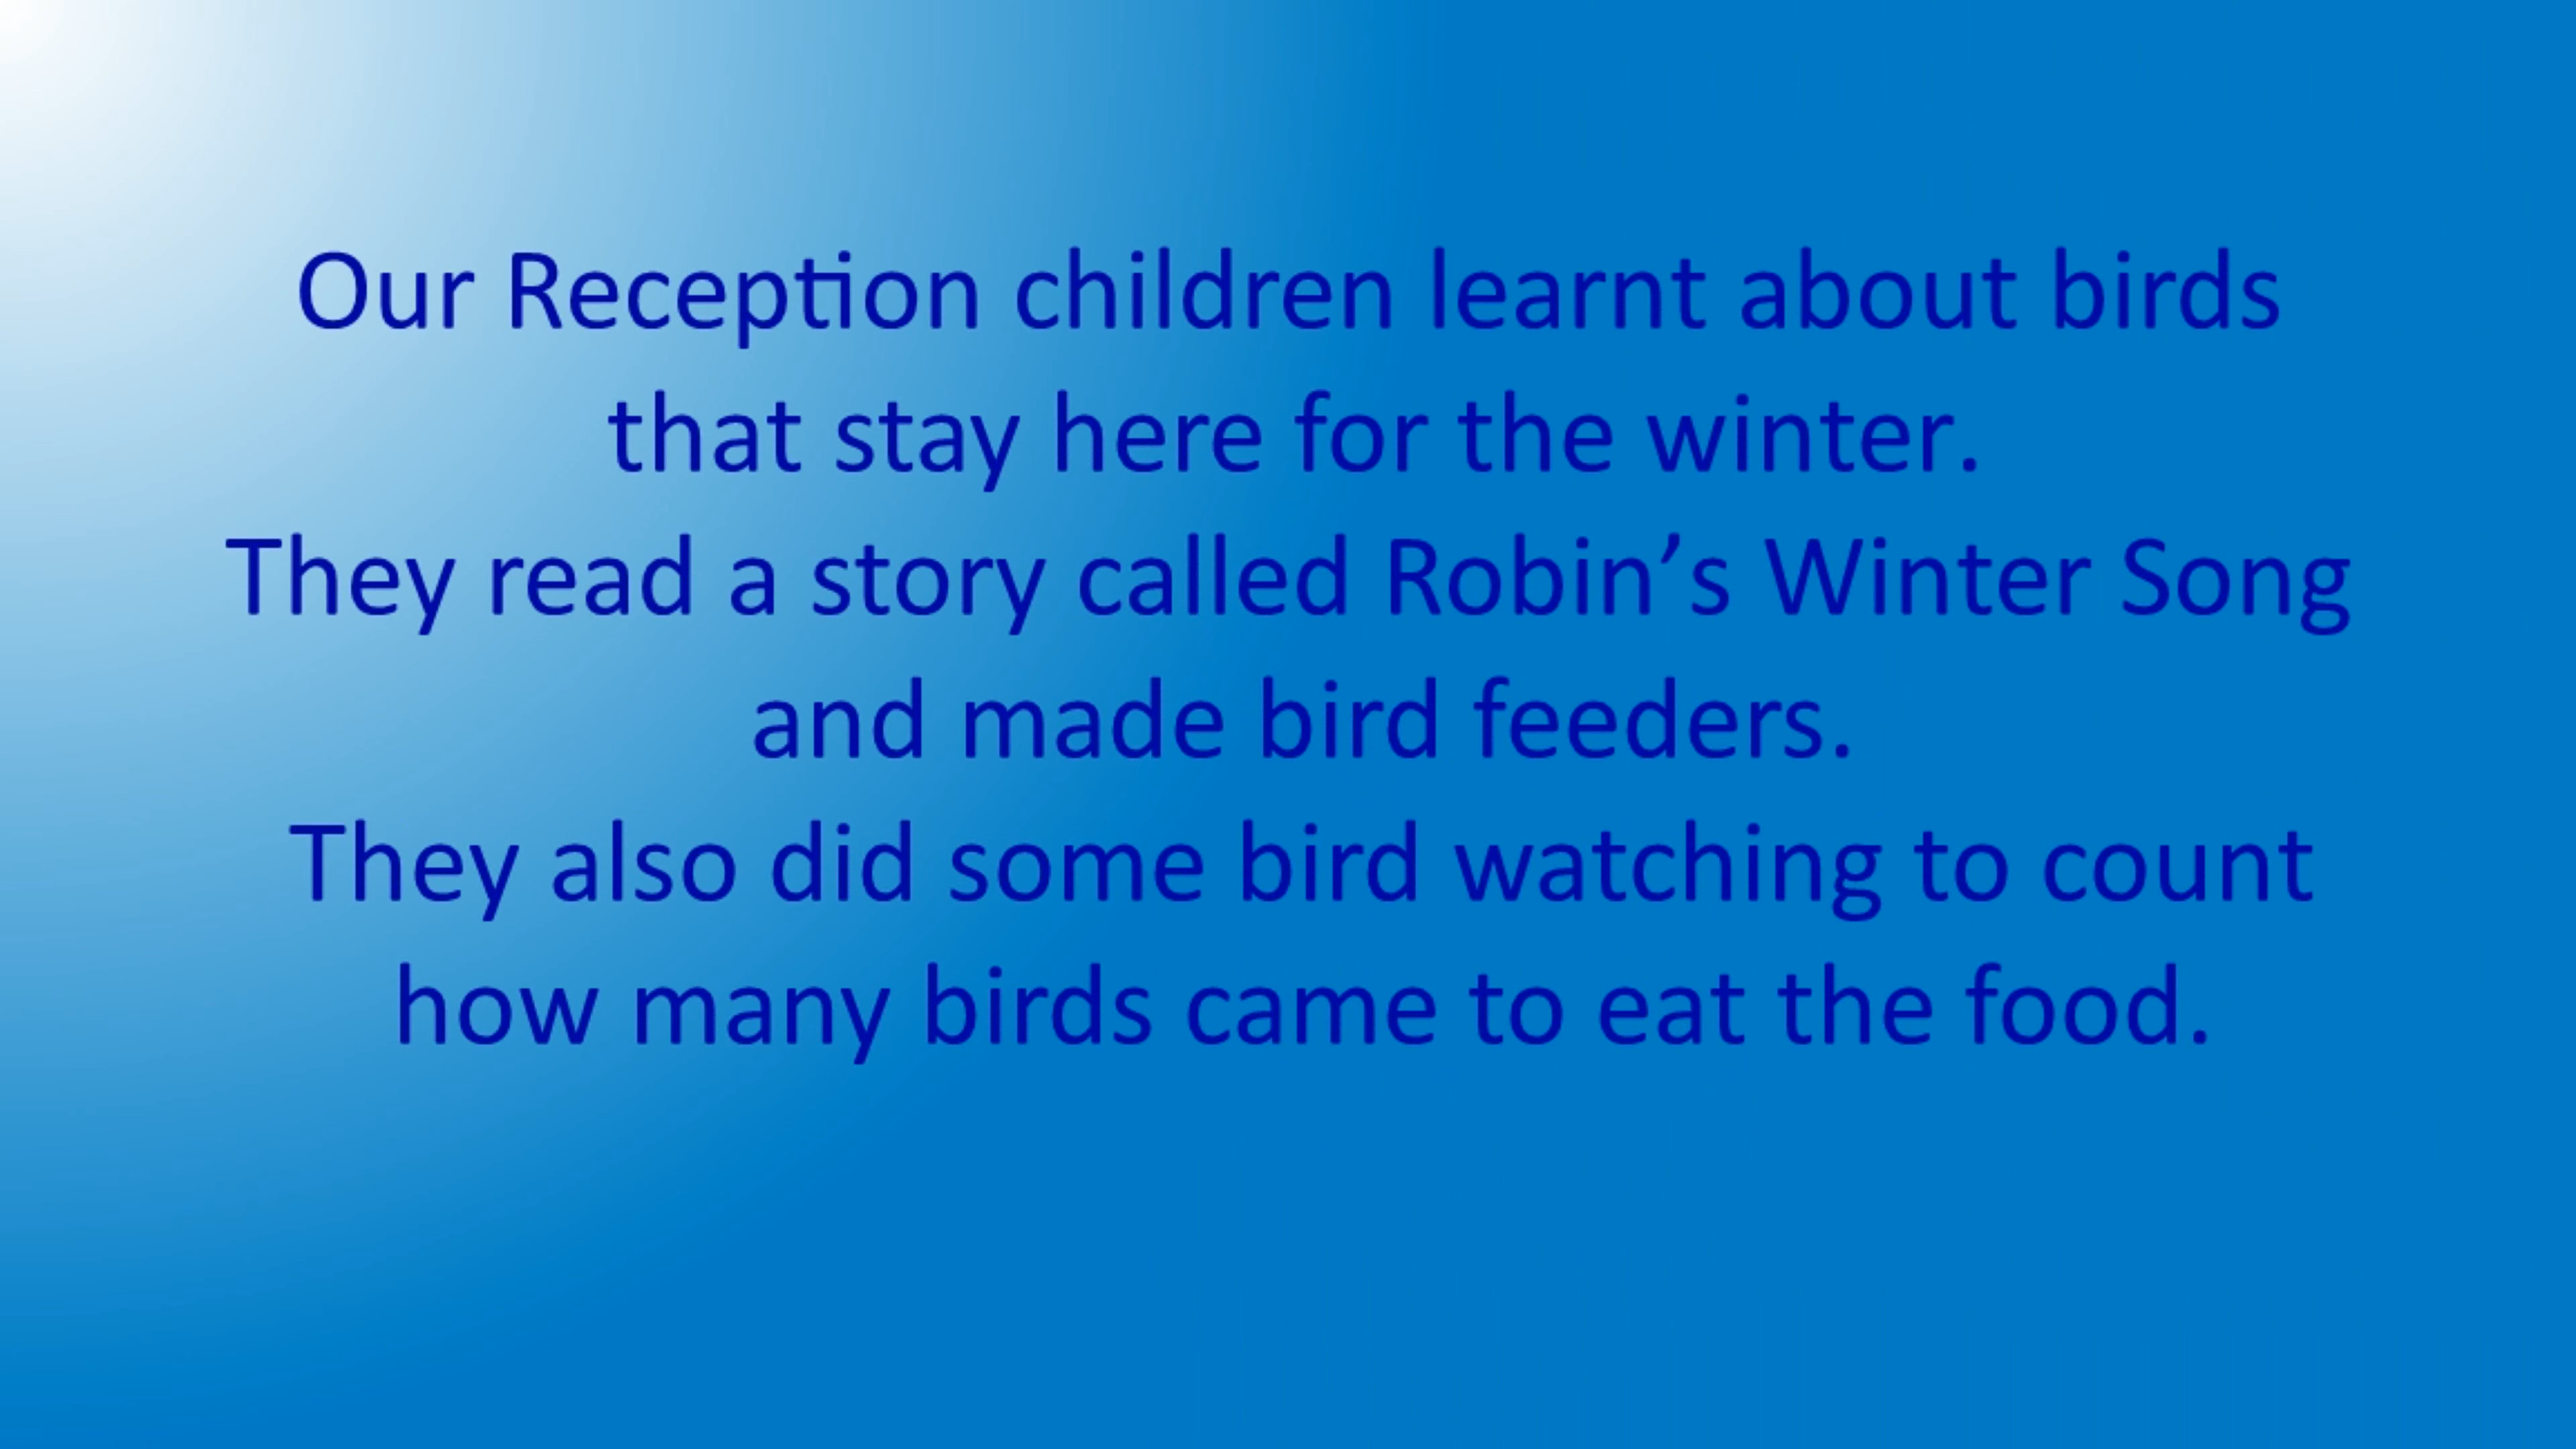 Our Reception children learnt about birds
that stay here for the winter.
They read a story called Robin’s Winter Song
and made bird feeders.
They also did some bird watching to count
how many birds came to eat the food.